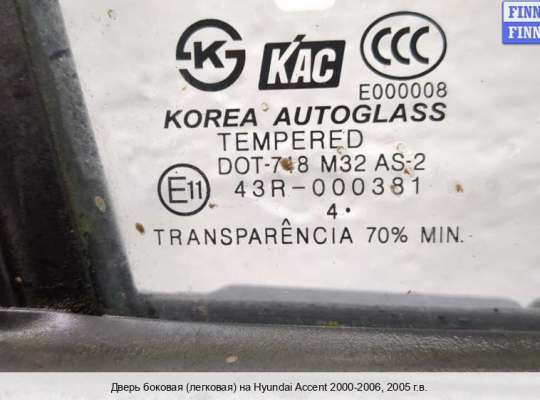 FINN
FINN
K KAC CCC
E000008
KOREA AUTOGLASS
TEMPERED
DOT-718 M32 AS-2
E11 43R-000381
4•
TRANSPARÊNCIA 70% MIN.
Дверь боковая (легковая) на Hyundai Accent 2000-2006, 2005 г.в.